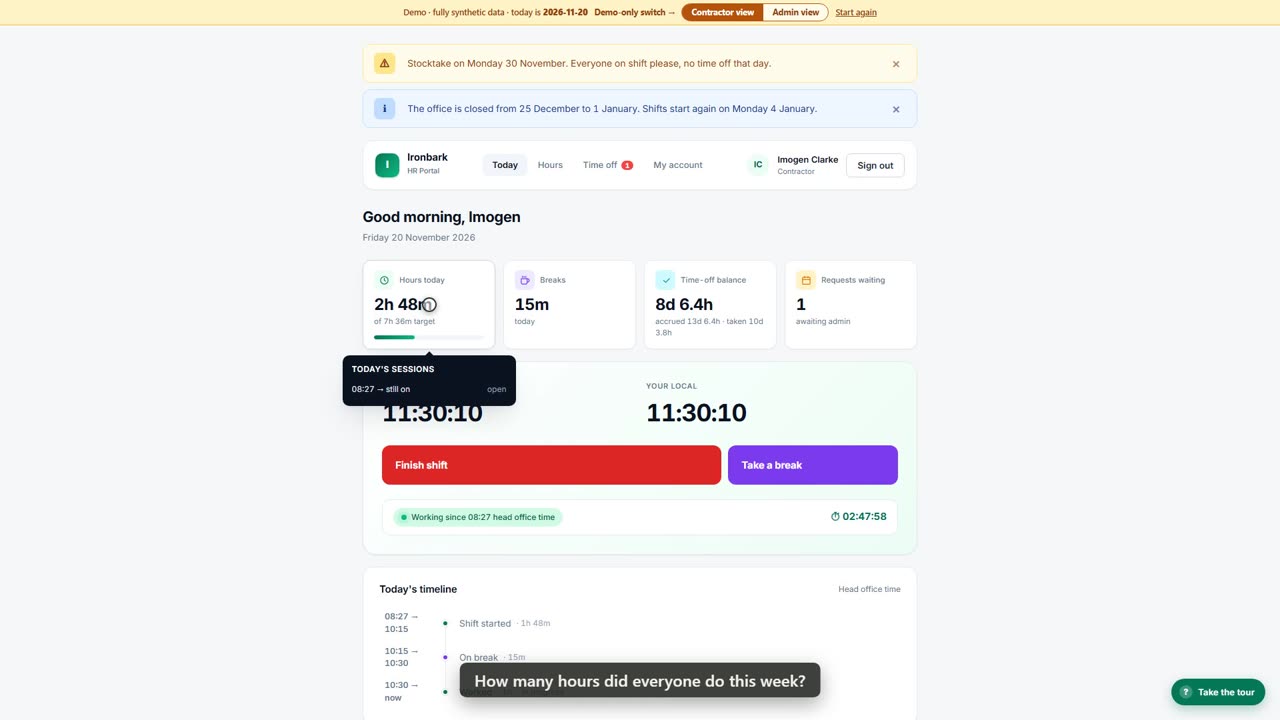 Demo · fully synthetic data · today is 2026-11-20 Demo-only switch → Contractor view Admin view Start again
Stocktake on Monday 30 November. Everyone on shift please, no time off that day. ×
i The office is closed from 25 December to 1 January. Shifts start again on Monday 4 January. ×
I Ironbark
HR Portal
Today Hours Time off 1 My account
IC Imogen Clarke
Contractor
Sign out
Good morning, Imogen
Friday 20 November 2026
Hours today
2h 48m
of 7h 36m target
Breaks
15m
today
Time-off balance
8d 6.4h
accrued 13d 6.4h · taken 10d
3.8h
Requests waiting
1
awaiting admin
TODAY'S SESSIONS
08:27 → still on open
YOUR LOCAL
11:30:10 11:30:10
Finish shift Take a break
Working since 08:27 head office time 02:47:58
Today's timeline Head office time
08:27 →
10:15
Shift started · 1h 48m
10:15 →
10:30
On break · 15m
10:30 →
now
How many hours did everyone do this week?
? Take the tour